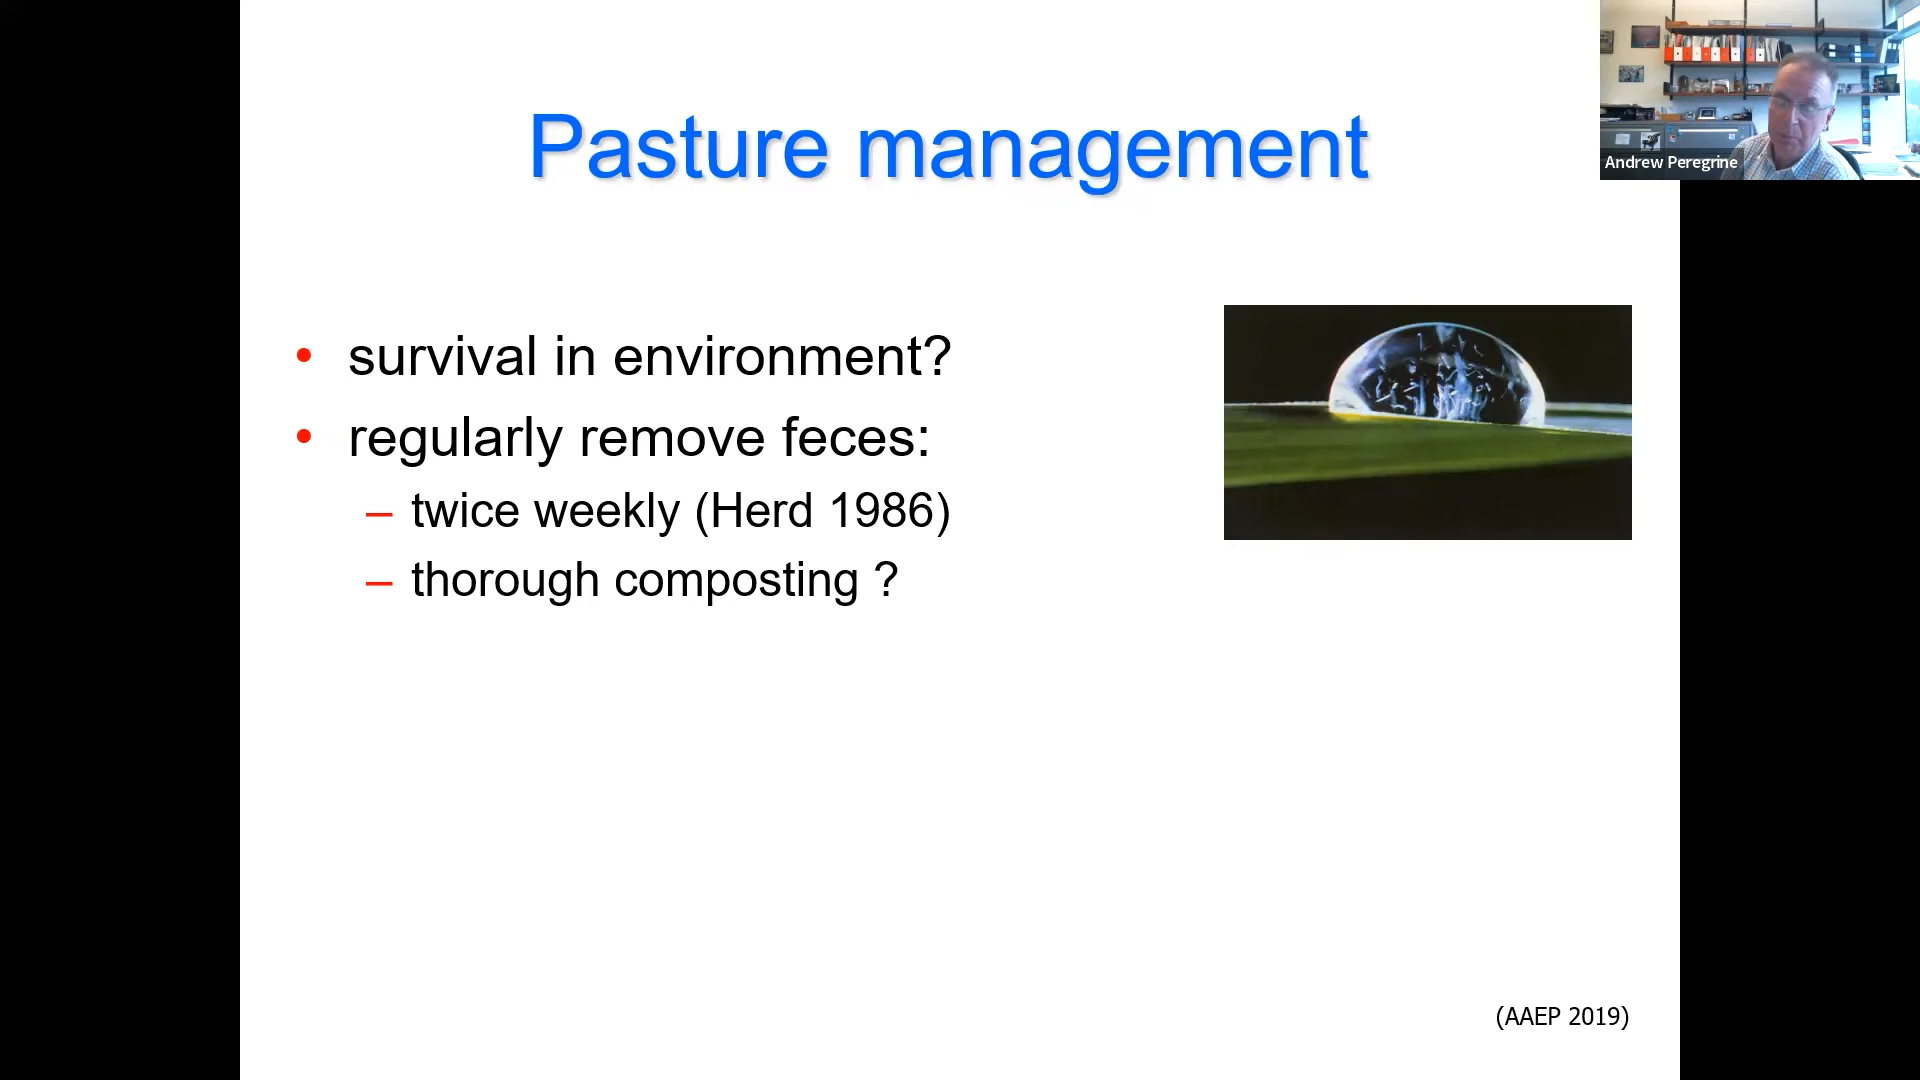 Pasture management
Andrew Peregrine
• survival in environment?
• regularly remove feces:
– twice weekly (Herd 1986)
– thorough composting ?
(AAEP 2019)